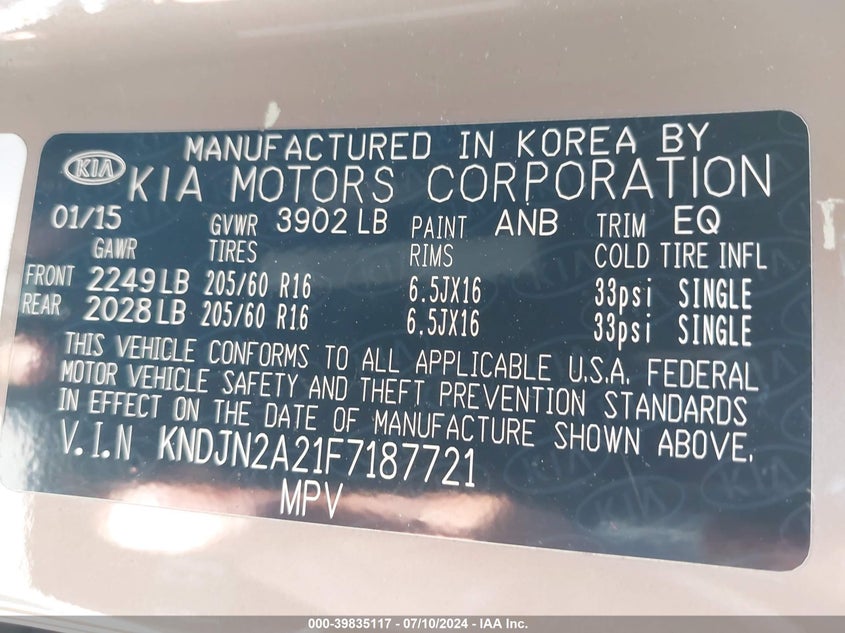 MANUFACTURED IN KOREA BY
KIA KIA MOTORS CORPORATION
01/15 GVWR 3902 LB PAINT ANB TRIM EQ
GAWR TIRES RIMS COLD TIRE INFL
FRONT 2249 LB 205/60 R16 6.5JX16 33psi SINGLE
REAR 2028 LB 205/60 R16 6.5JX16 33psi SINGLE
THIS VEHICLE CONFORMS TO ALL APPLICABLE U.S.A. FEDERAL
MOTOR VEHICLE SAFETY AND THEFT PREVENTION STANDARDS
IN EFFECT ON THE DATE OF MANUFACTURE SHOWN ABOVE.
V.I.N KNDJN2A21F7187721
MPV
000-39835117 - 07/10/2024 - IAA Inc.